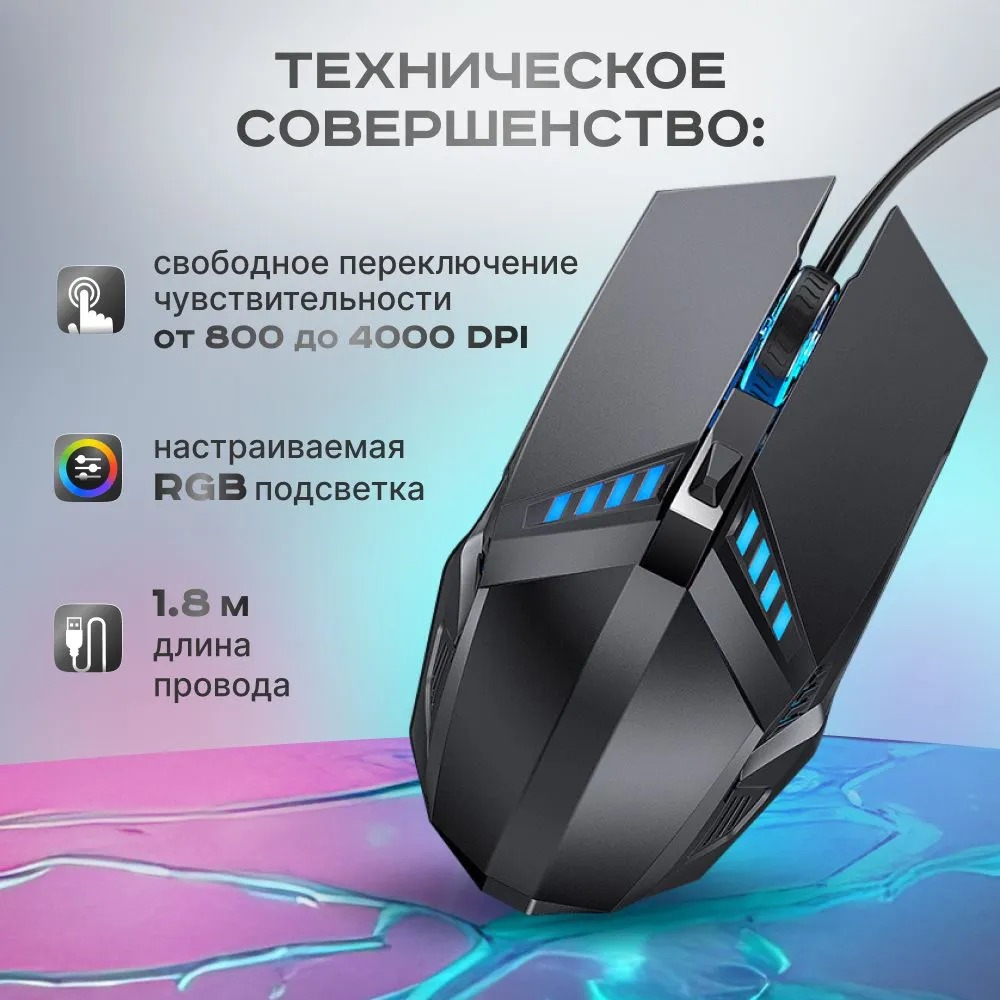 ТЕХНИЧЕСКОЕ
СОВЕРШЕНСТВО:
свободное переключение
чувствительности
от 800 до 4000 DPI
настраиваемая
RGB подсветка
1.8 м
длина
провода